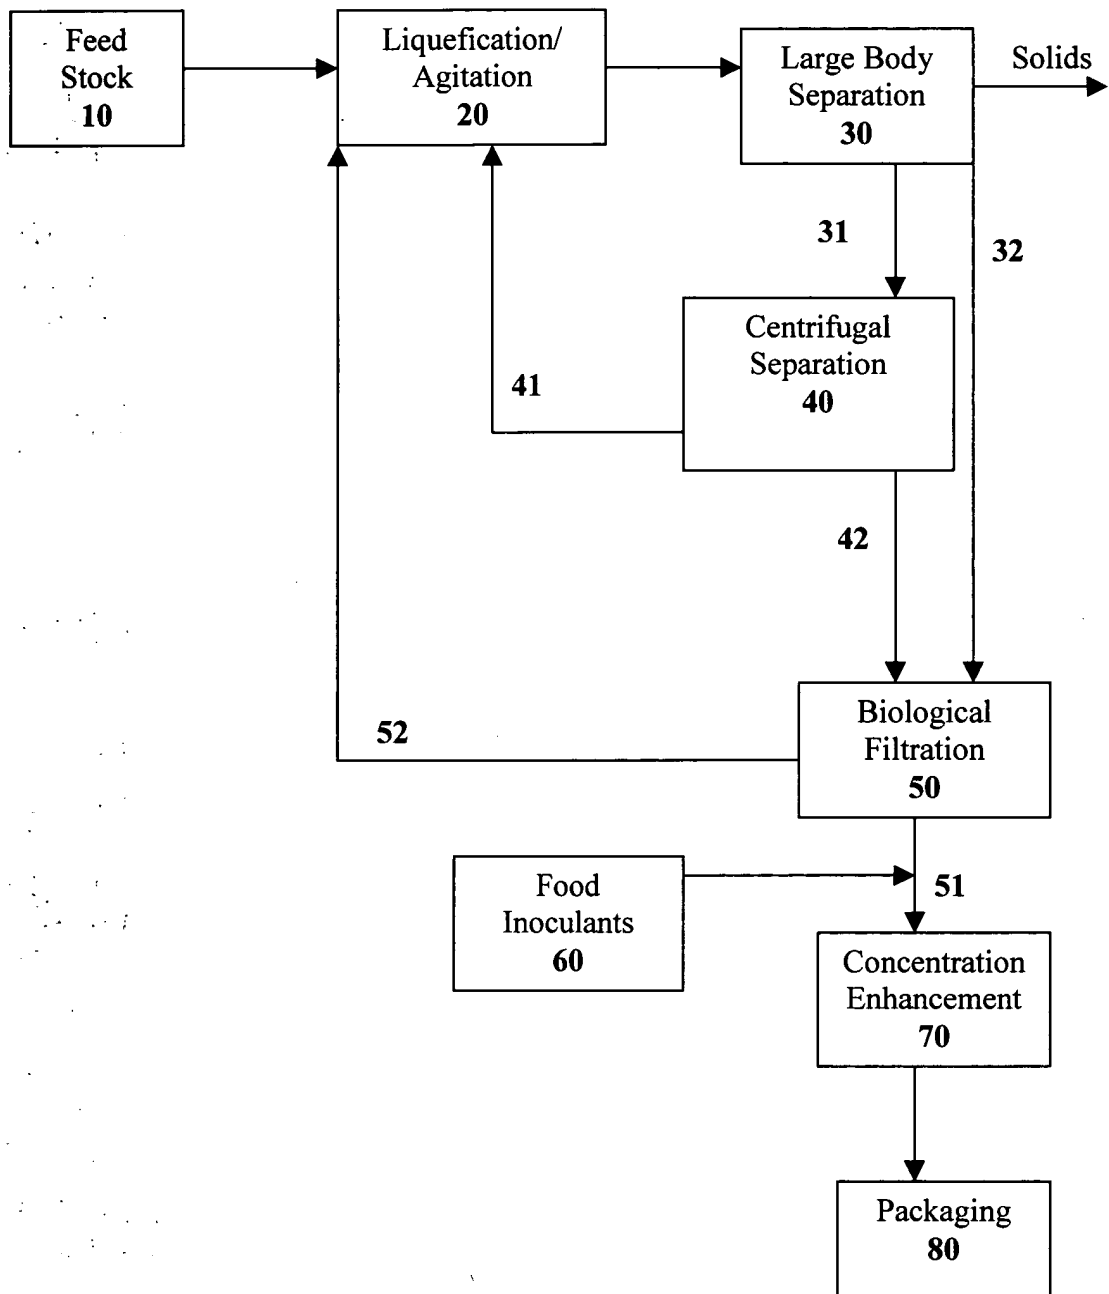 Feed
Stock
10
Liquefication/
Agitation
20
Large Body
Separation
30
Solids
31
32
Centrifugal
Separation
40
41
42
Biological
Filtration
50
52
51
Food
Inoculants
60
Concentration
Enhancement
70
Packaging
80